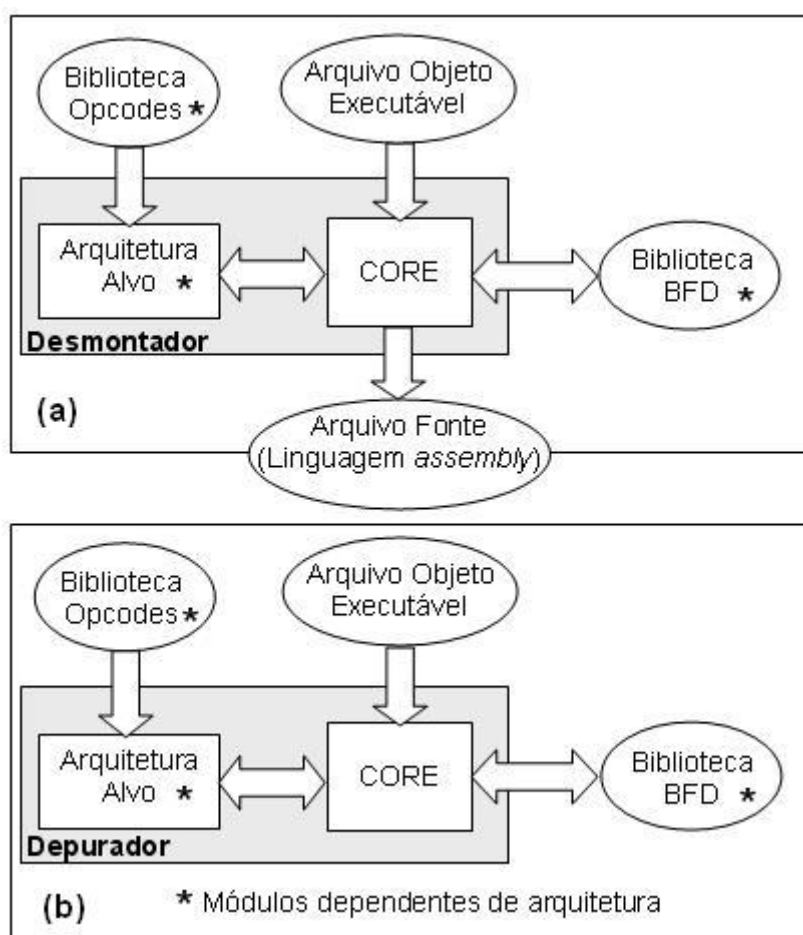 Biblioteca
Opcodes *
Arquivo Objeto
Executável
Arquitetura
Alvo *
CORE
Biblioteca
BFD *
Desmontador
(a)
Arquivo Fonte
(Linguagem assembly)
Biblioteca
Opcodes *
Arquivo Objeto
Executável
Arquitetura
Alvo *
CORE
Biblioteca
BFD *
Depurador
(b)
* Módulos dependentes de arquitetura